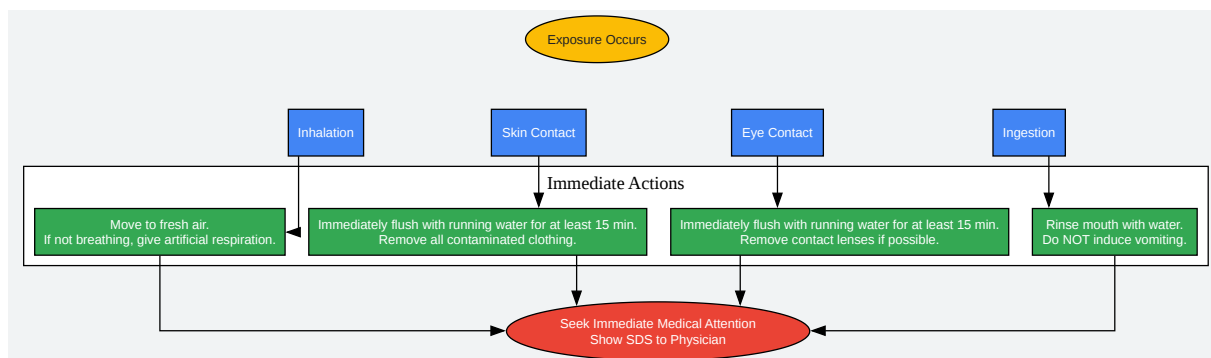 Exposure Occurs
Inhalation
Skin Contact
Eye Contact
Ingestion
Immediate Actions
Move to fresh air.
If not breathing, give artificial respiration.
Immediately flush with running water for at least 15 min.
Remove all contaminated clothing.
Immediately flush with running water for at least 15 min.
Remove contact lenses if possible.
Rinse mouth with water.
Do NOT induce vomiting.
Seek Immediate Medical Attention
Show SDS to Physician